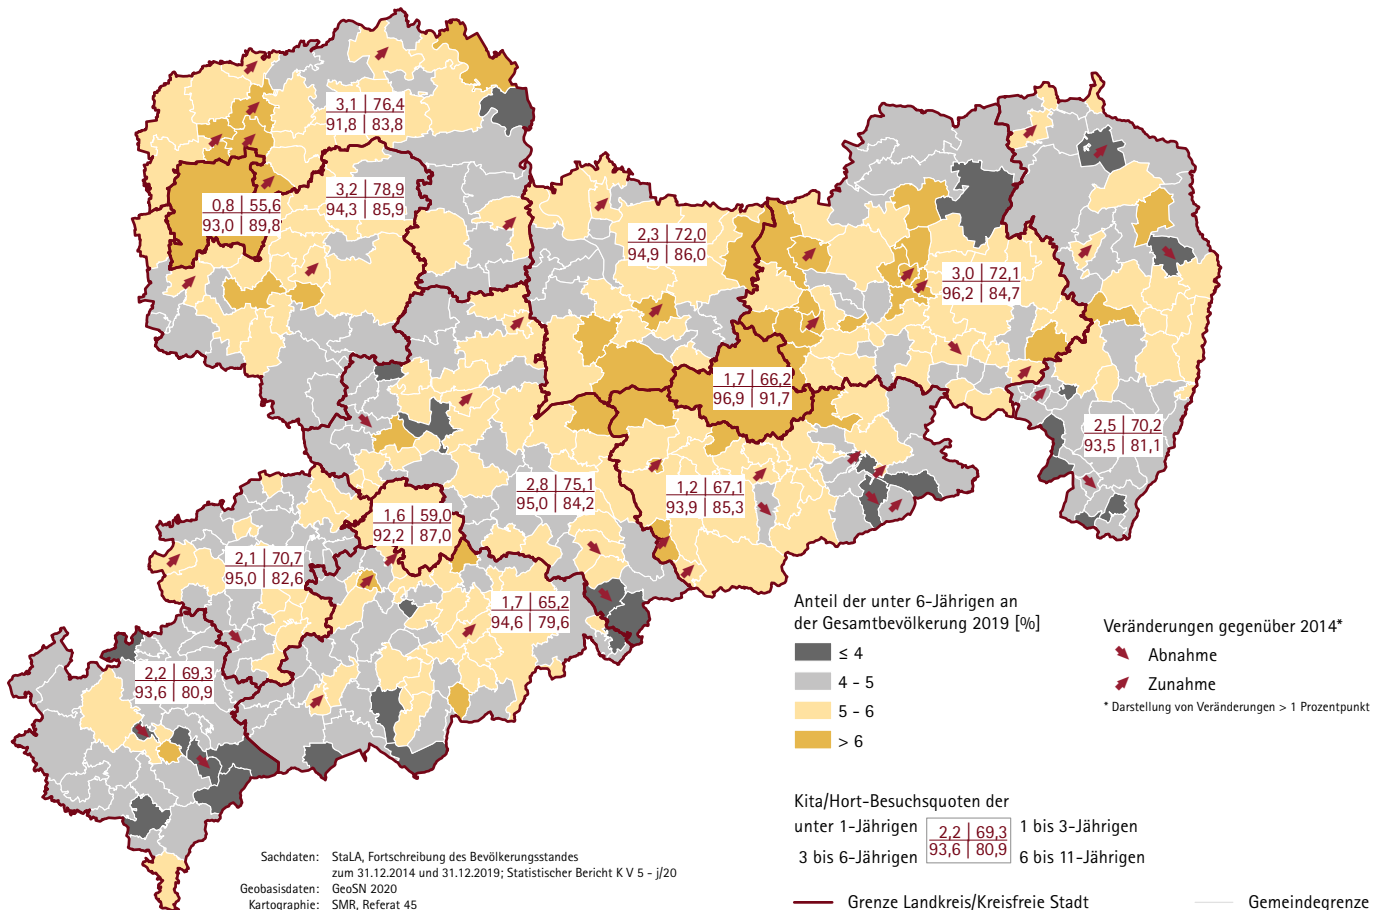 3,1 | 76,4
91,8 | 83,8
3,2 | 78,9
94,3 | 85,9
0,8 | 55,6
93,0 | 89,8
2,3 | 72,0
94,9 | 86,0
3,0 | 72,1
96,2 | 84,7
1,7 | 66,2
96,9 | 91,7
2,5 | 70,2
93,5 | 81,1
2,8 | 75,1
95,0 | 84,2
1,2 | 67,1
93,9 | 85,3
1,6 | 59,0
92,2 | 87,0
2,1 | 70,7
95,0 | 82,6
1,7 | 65,2
94,6 | 79,6
2,2 | 69,3
93,6 | 80,9
Anteil der unter 6-Jährigen an
der Gesamtbevölkerung 2019 [%]
≤ 4
4 - 5
5 - 6
> 6
Veränderungen gegenüber 2014*
Abnahme
Zunahme
* Darstellung von Veränderungen > 1 Prozentpunkt
Kita/Hort-Besuchsquoten der
unter 1-Jährigen 2,2 | 69,3 1 bis 3-Jährigen
3 bis 6-Jährigen 93,6 | 80,9 6 bis 11-Jährigen
Grenze Landkreis/Kreisfreie Stadt Gemeindegrenze
Sachdaten: StaLA, Fortschreibung des Bevölkerungsstandes
zum 31.12.2014 und 31.12.2019; Statistischer Bericht K V 5 - j/20
Geobasisdaten: GeoSN 2020
Kartographie: SMR, Referat 45